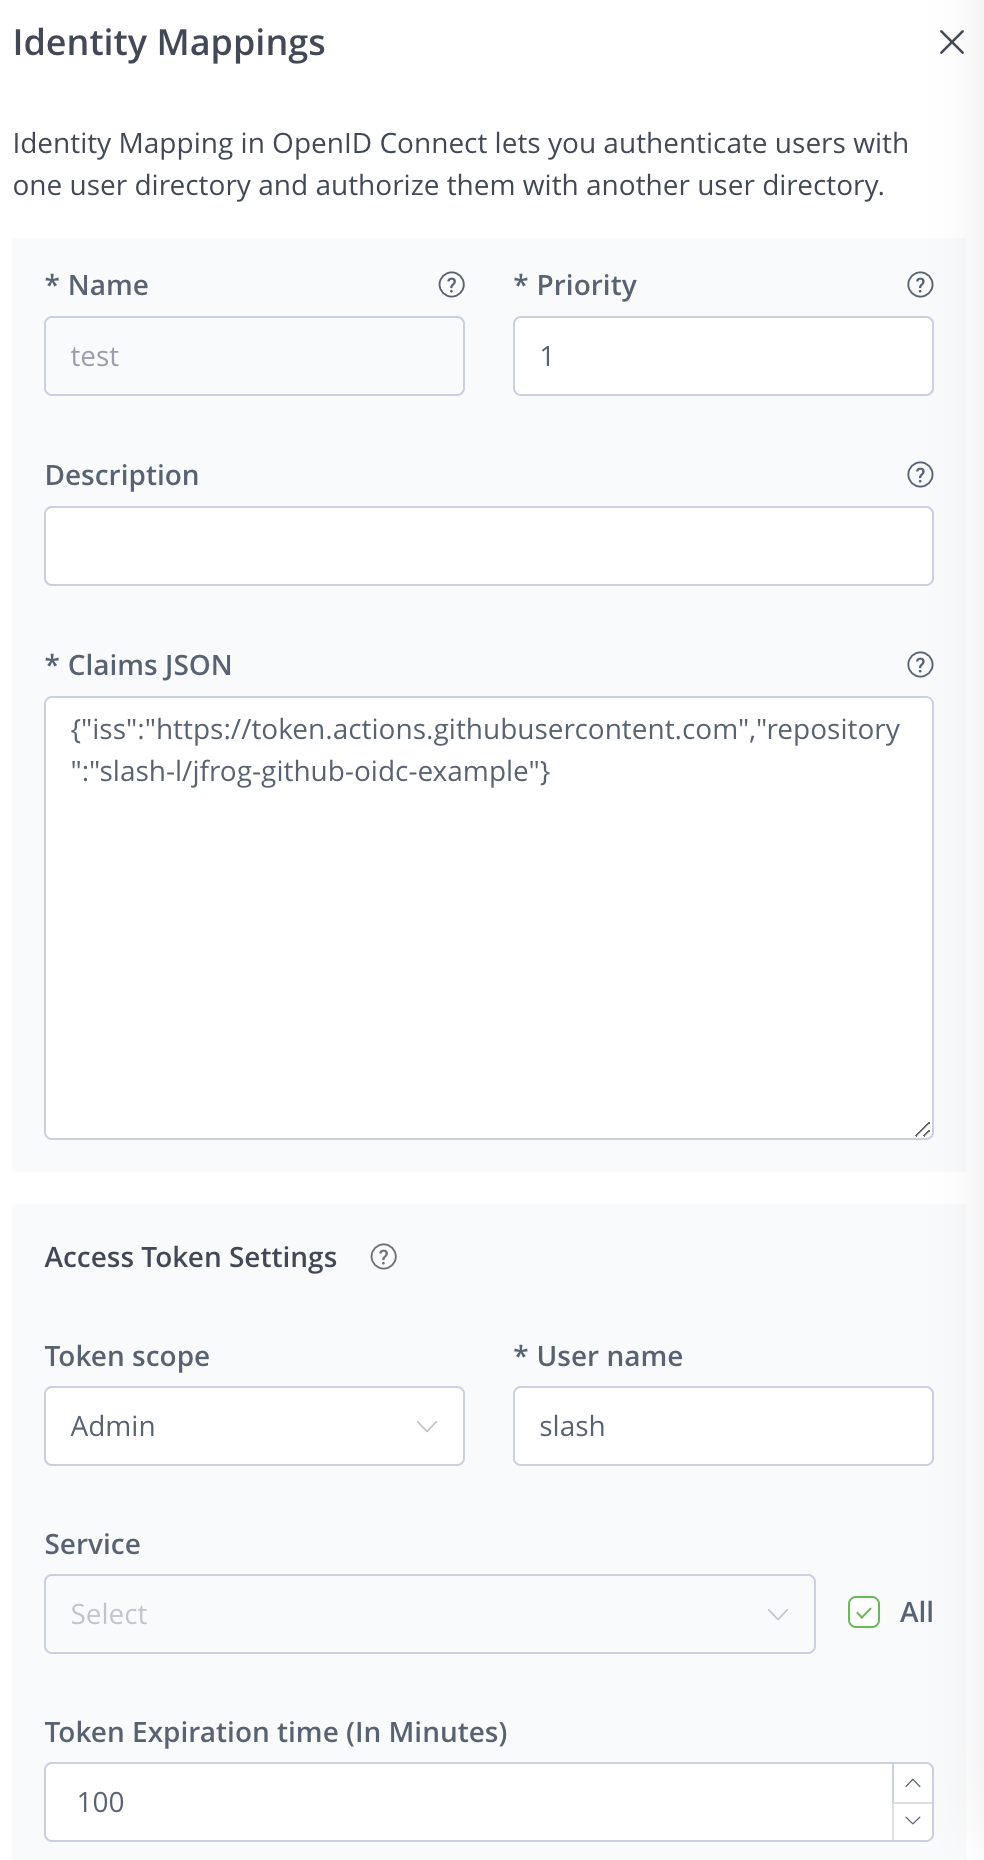 Identity Mappings
Identity Mapping in OpenID Connect lets you authenticate users with
one user directory and authorize them with another user directory.
* Name
* Priority
test
1
Description
* Claims JSON
{"iss":"https://token.actions.githubusercontent.com","repository
":"slash-l/jfrog-github-oidc-example"}
Access Token Settings
Token scope
* User name
Admin
slash
Service
Select
All
Token Expiration time (In Minutes)
100